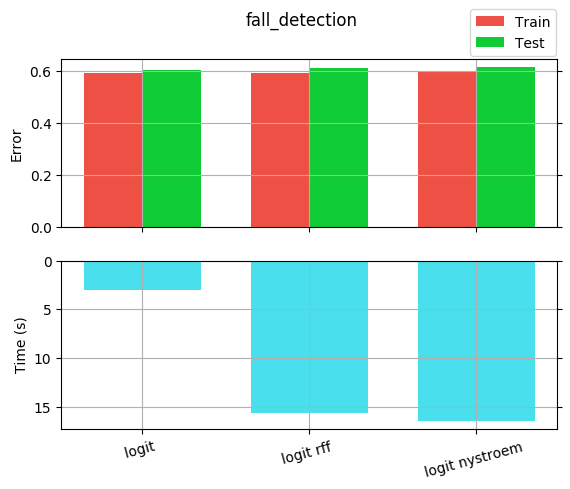 fall_detection
Train
Test
0.6
0.4
0.2
0.0
Error
0
5
10
15
Time (s)
logit
logit rff
logit nystroem